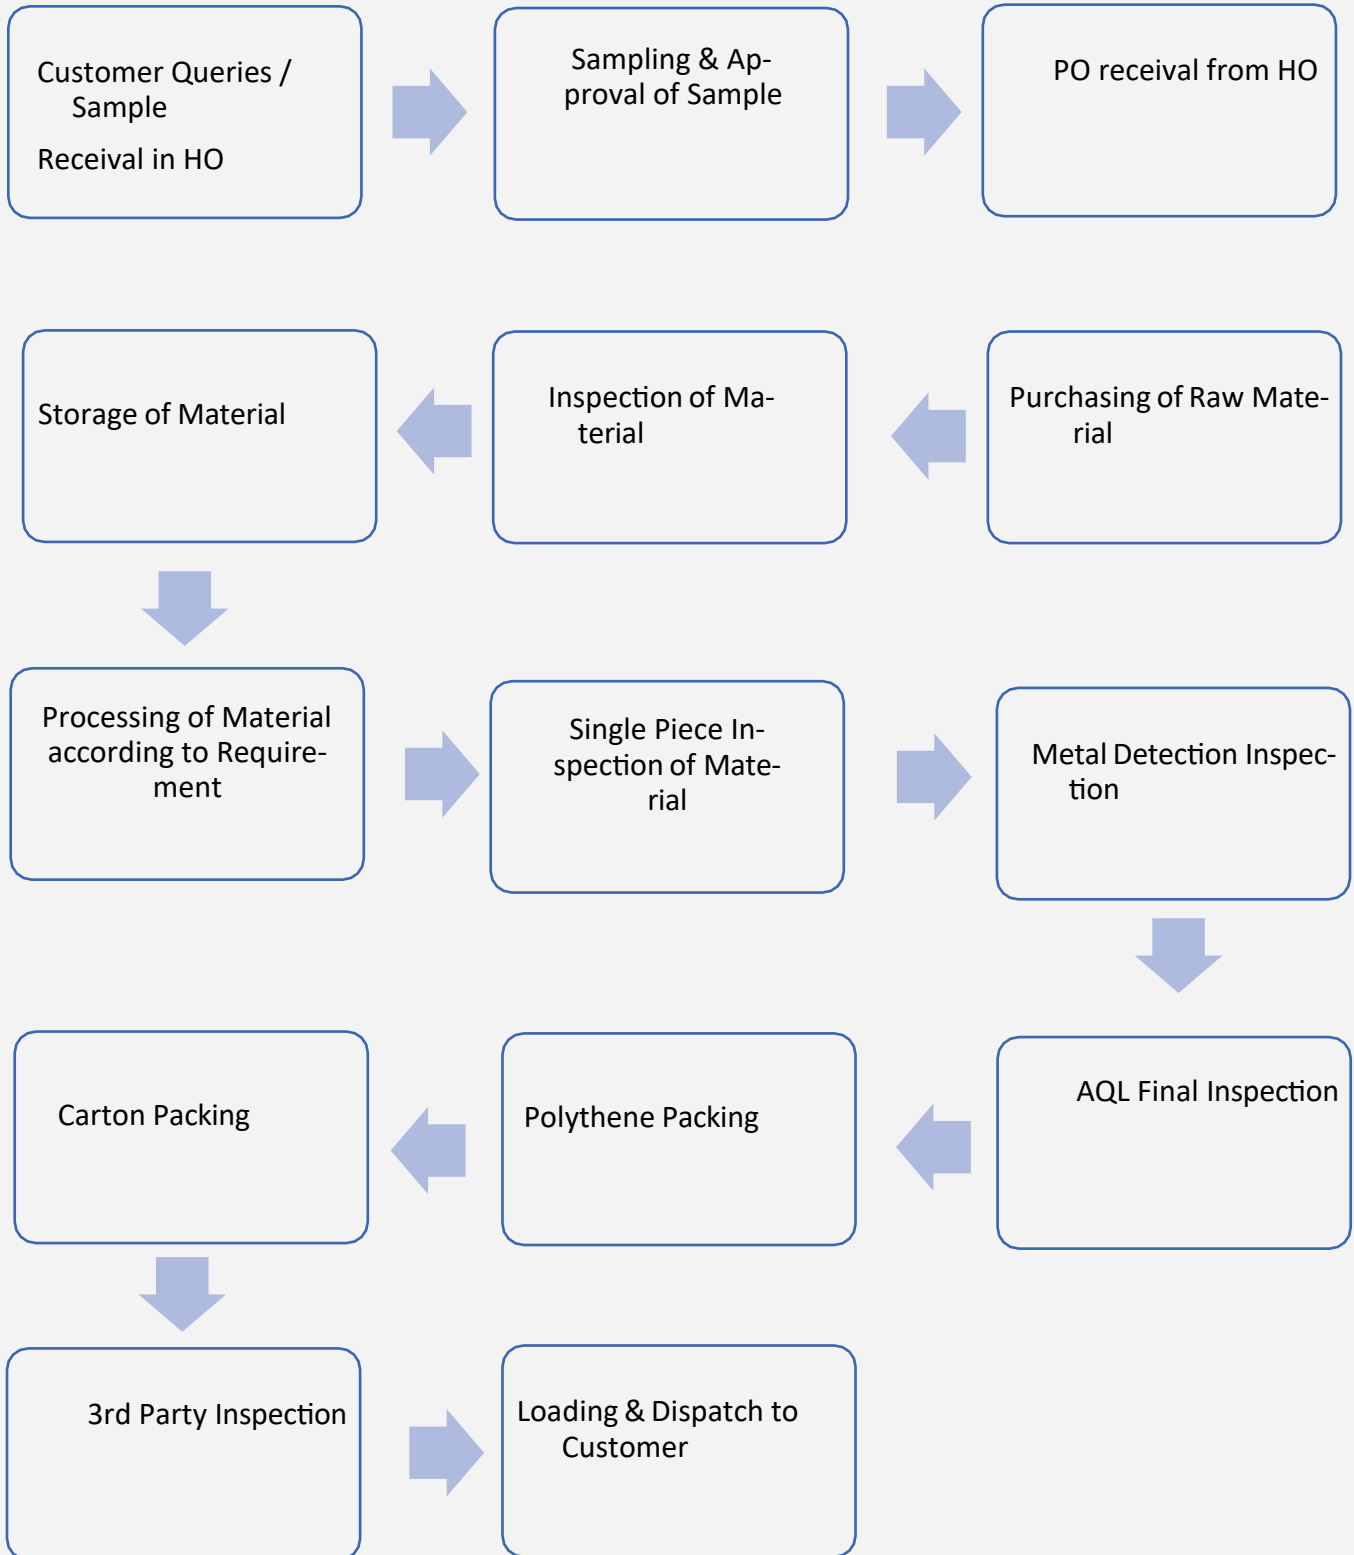 Customer Queries /
Sample
Receival in HO
Sampling & Ap-
proval of Sample
PO receival from HO
Purchasing of Raw Mate-
rial
Inspection of Ma-
terial
Storage of Material
Processing of Material
according to Require-
ment
Single Piece In-
spection of Mate-
rial
Metal Detection Inspec-
tion
AQL Final Inspection
Polythene Packing
Carton Packing
3rd Party Inspection
Loading & Dispatch to
Customer